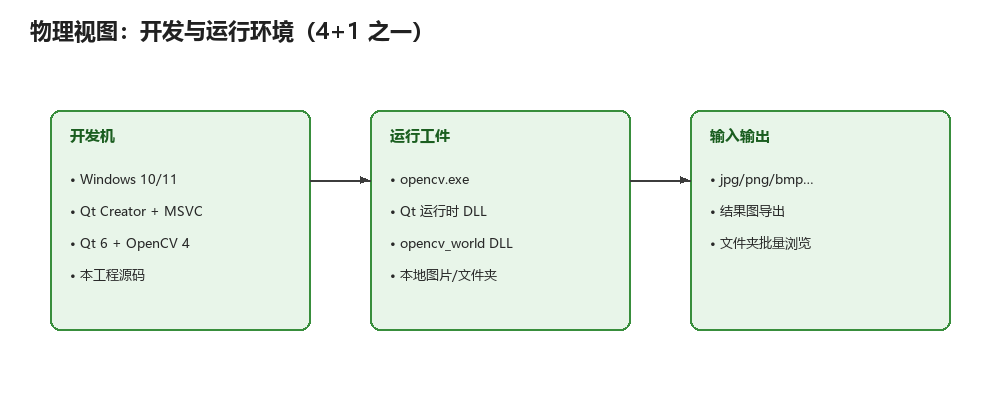 物理视图：开发与运行环境（4+1 之一）
开发机
• Windows 10/11
• Qt Creator + MSVC
• Qt 6 + OpenCV 4
• 本工程源码
运行工件
• opencv.exe
• Qt 运行时 DLL
• opencv_world DLL
• 本地图片/文件夹
输入输出
• jpg/png/bmp...
• 结果图导出
• 文件夹批量浏览